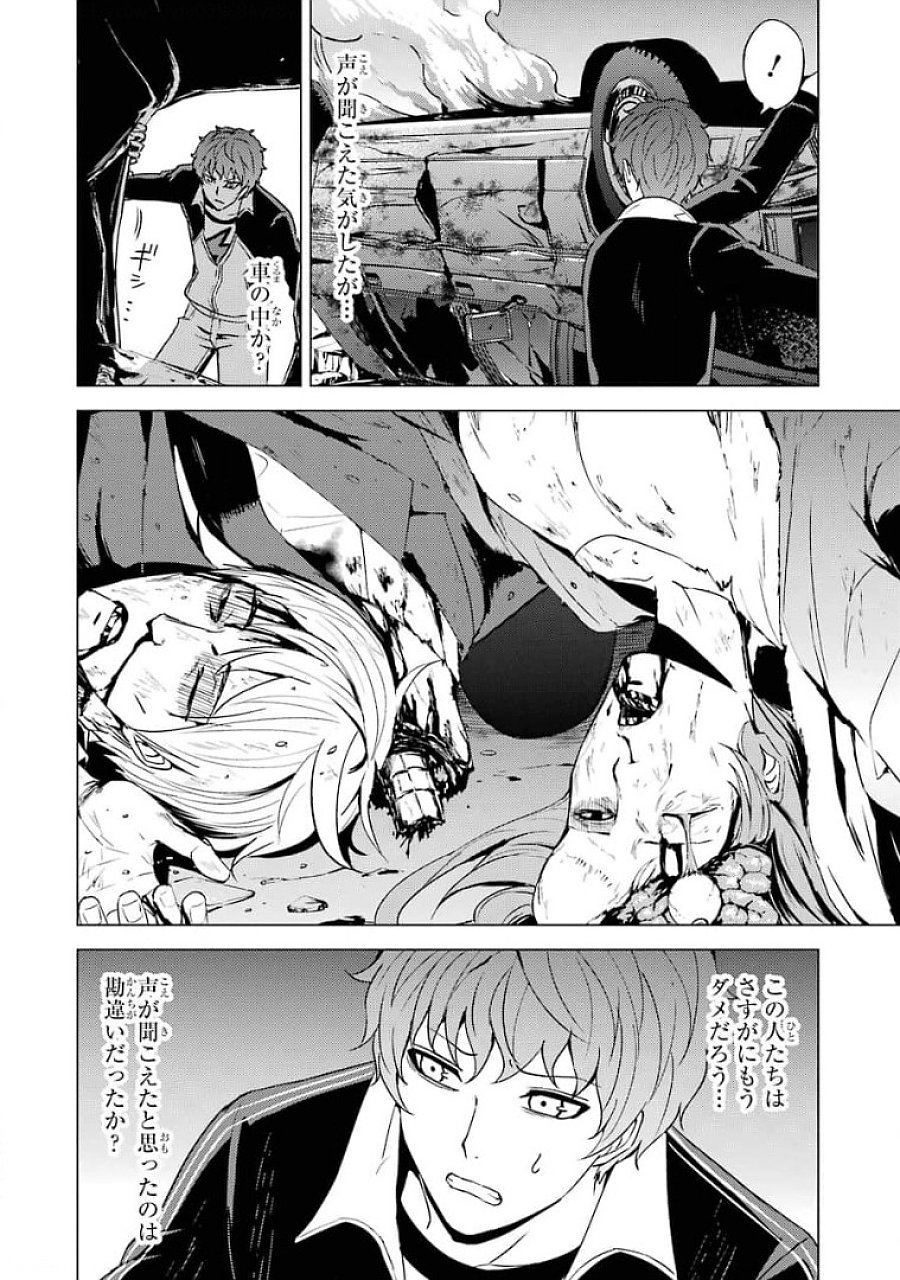 ！
声が聞こえた気がしたが…
車の中か？
ギシ…
この人たちは
さすがにもう
ダメだろう…
声が聞こえたと思ったのは
勘違いだったか？